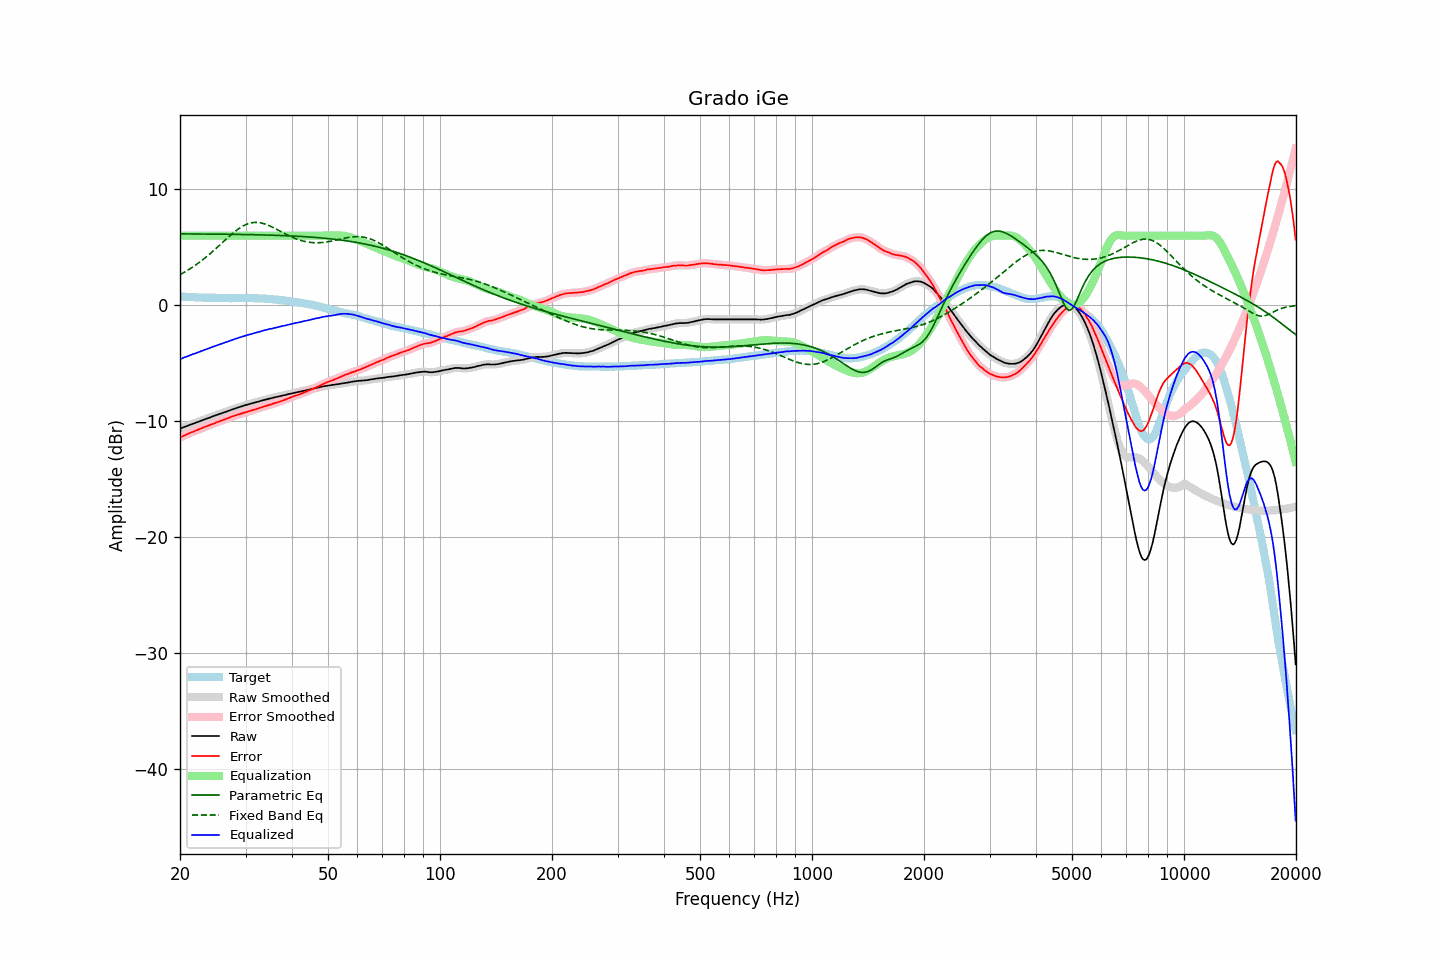 Grado iGe
10
0
−10
−20
−30
−40
Amplitude (dBr)
Target
Raw Smoothed
Error Smoothed
Raw
Error
Equalization
Parametric Eq
Fixed Band Eq
Equalized
20 50 100 200 500 1000 2000 5000 10000 20000
Frequency (Hz)